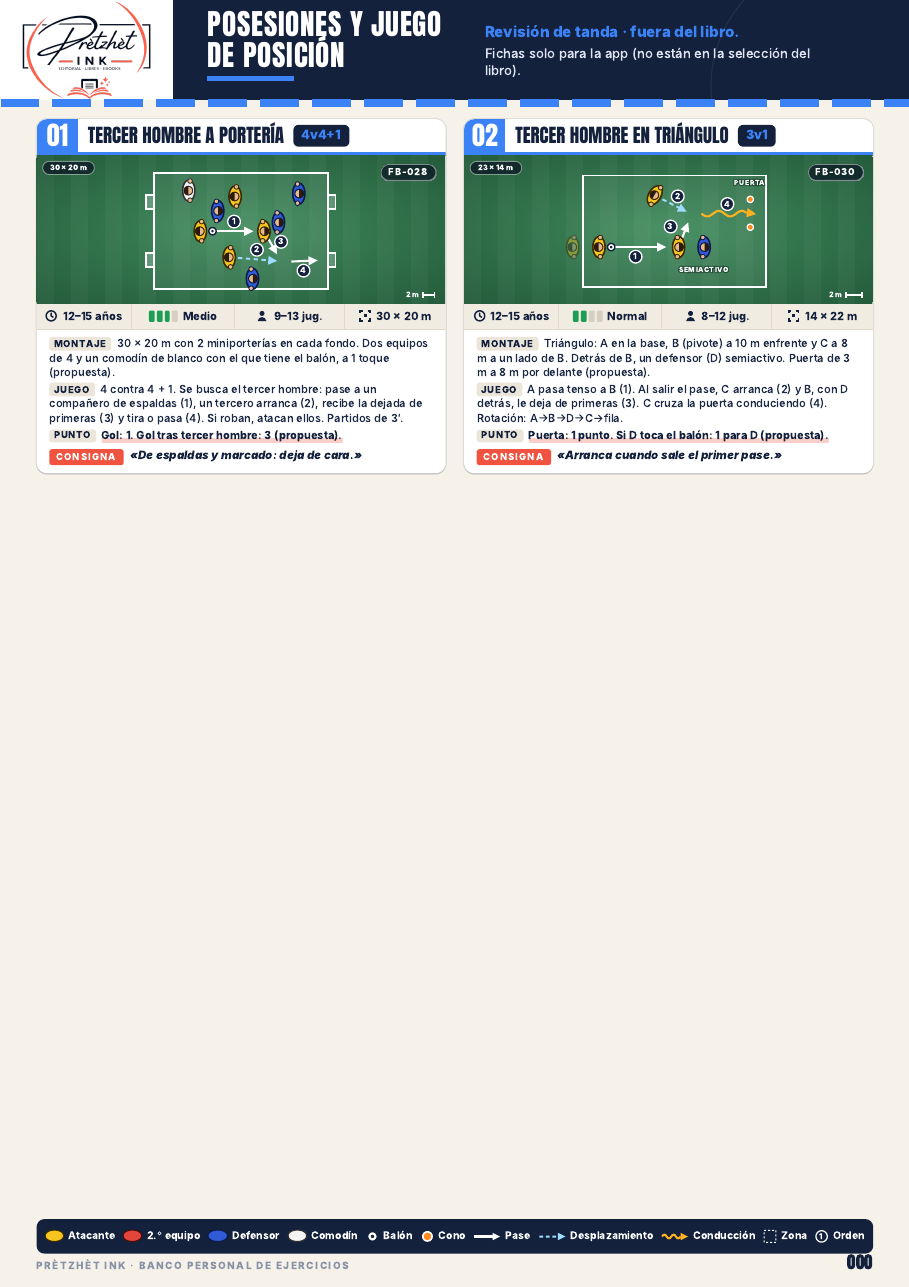 Prètzhèt
INK
EDITORIAL · LIBROS · EBOOKS
POSESIONES Y JUEGO
DE POSICIÓN
Revisión de tanda · fuera del libro.
Fichas solo para la app (no están en la selección del
libro).
01 TERCER HOMBRE A PORTERÍA 4v4+1
30 × 20 m
FB-028
1
2
3
4
2 m
12–15 años Medio 9–13 jug. 30 × 20 m
MONTAJE 30 × 20 m con 2 miniporterías en cada fondo. Dos equipos
de 4 y un comodín de blanco con el que tiene el balón, a 1 toque
(propuesta).
JUEGO 4 contra 4 + 1. Se busca el tercer hombre: pase a un
compañero de espaldas (1), un tercero arranca (2), recibe la dejada de
primeras (3) y tira o pasa (4). Si roban, atacan ellos. Partidos de 3′.
PUNTO Gol: 1. Gol tras tercer hombre: 3 (propuesta).
CONSIGNA «De espaldas y marcado: deja de cara.»
02 TERCER HOMBRE EN TRIÁNGULO 3v1
23 × 14 m
FB-030
PUERTA
2
4
3
1
SEMIACTIVO
2 m
12–15 años Normal 8–12 jug. 14 × 22 m
MONTAJE Triángulo: A en la base, B (pivote) a 10 m enfrente y C a 8
m a un lado de B. Detrás de B, un defensor (D) semiactivo. Puerta de 3
m a 8 m por delante (propuesta).
JUEGO A pasa tenso a B (1). Al salir el pase, C arranca (2) y B, con D
detrás, le deja de primeras (3). C cruza la puerta conduciendo (4).
Rotación: A→B→D→C→fila.
PUNTO Puerta: 1 punto. Si D toca el balón: 1 para D (propuesta).
CONSIGNA «Arranca cuando sale el primer pase.»
Atacante 2.º equipo Defensor Comodín Balón Cono Pase Desplazamiento Conducción Zona 1 Orden
PRÈTZHÈT INK · BANCO PERSONAL DE EJERCICIOS
000